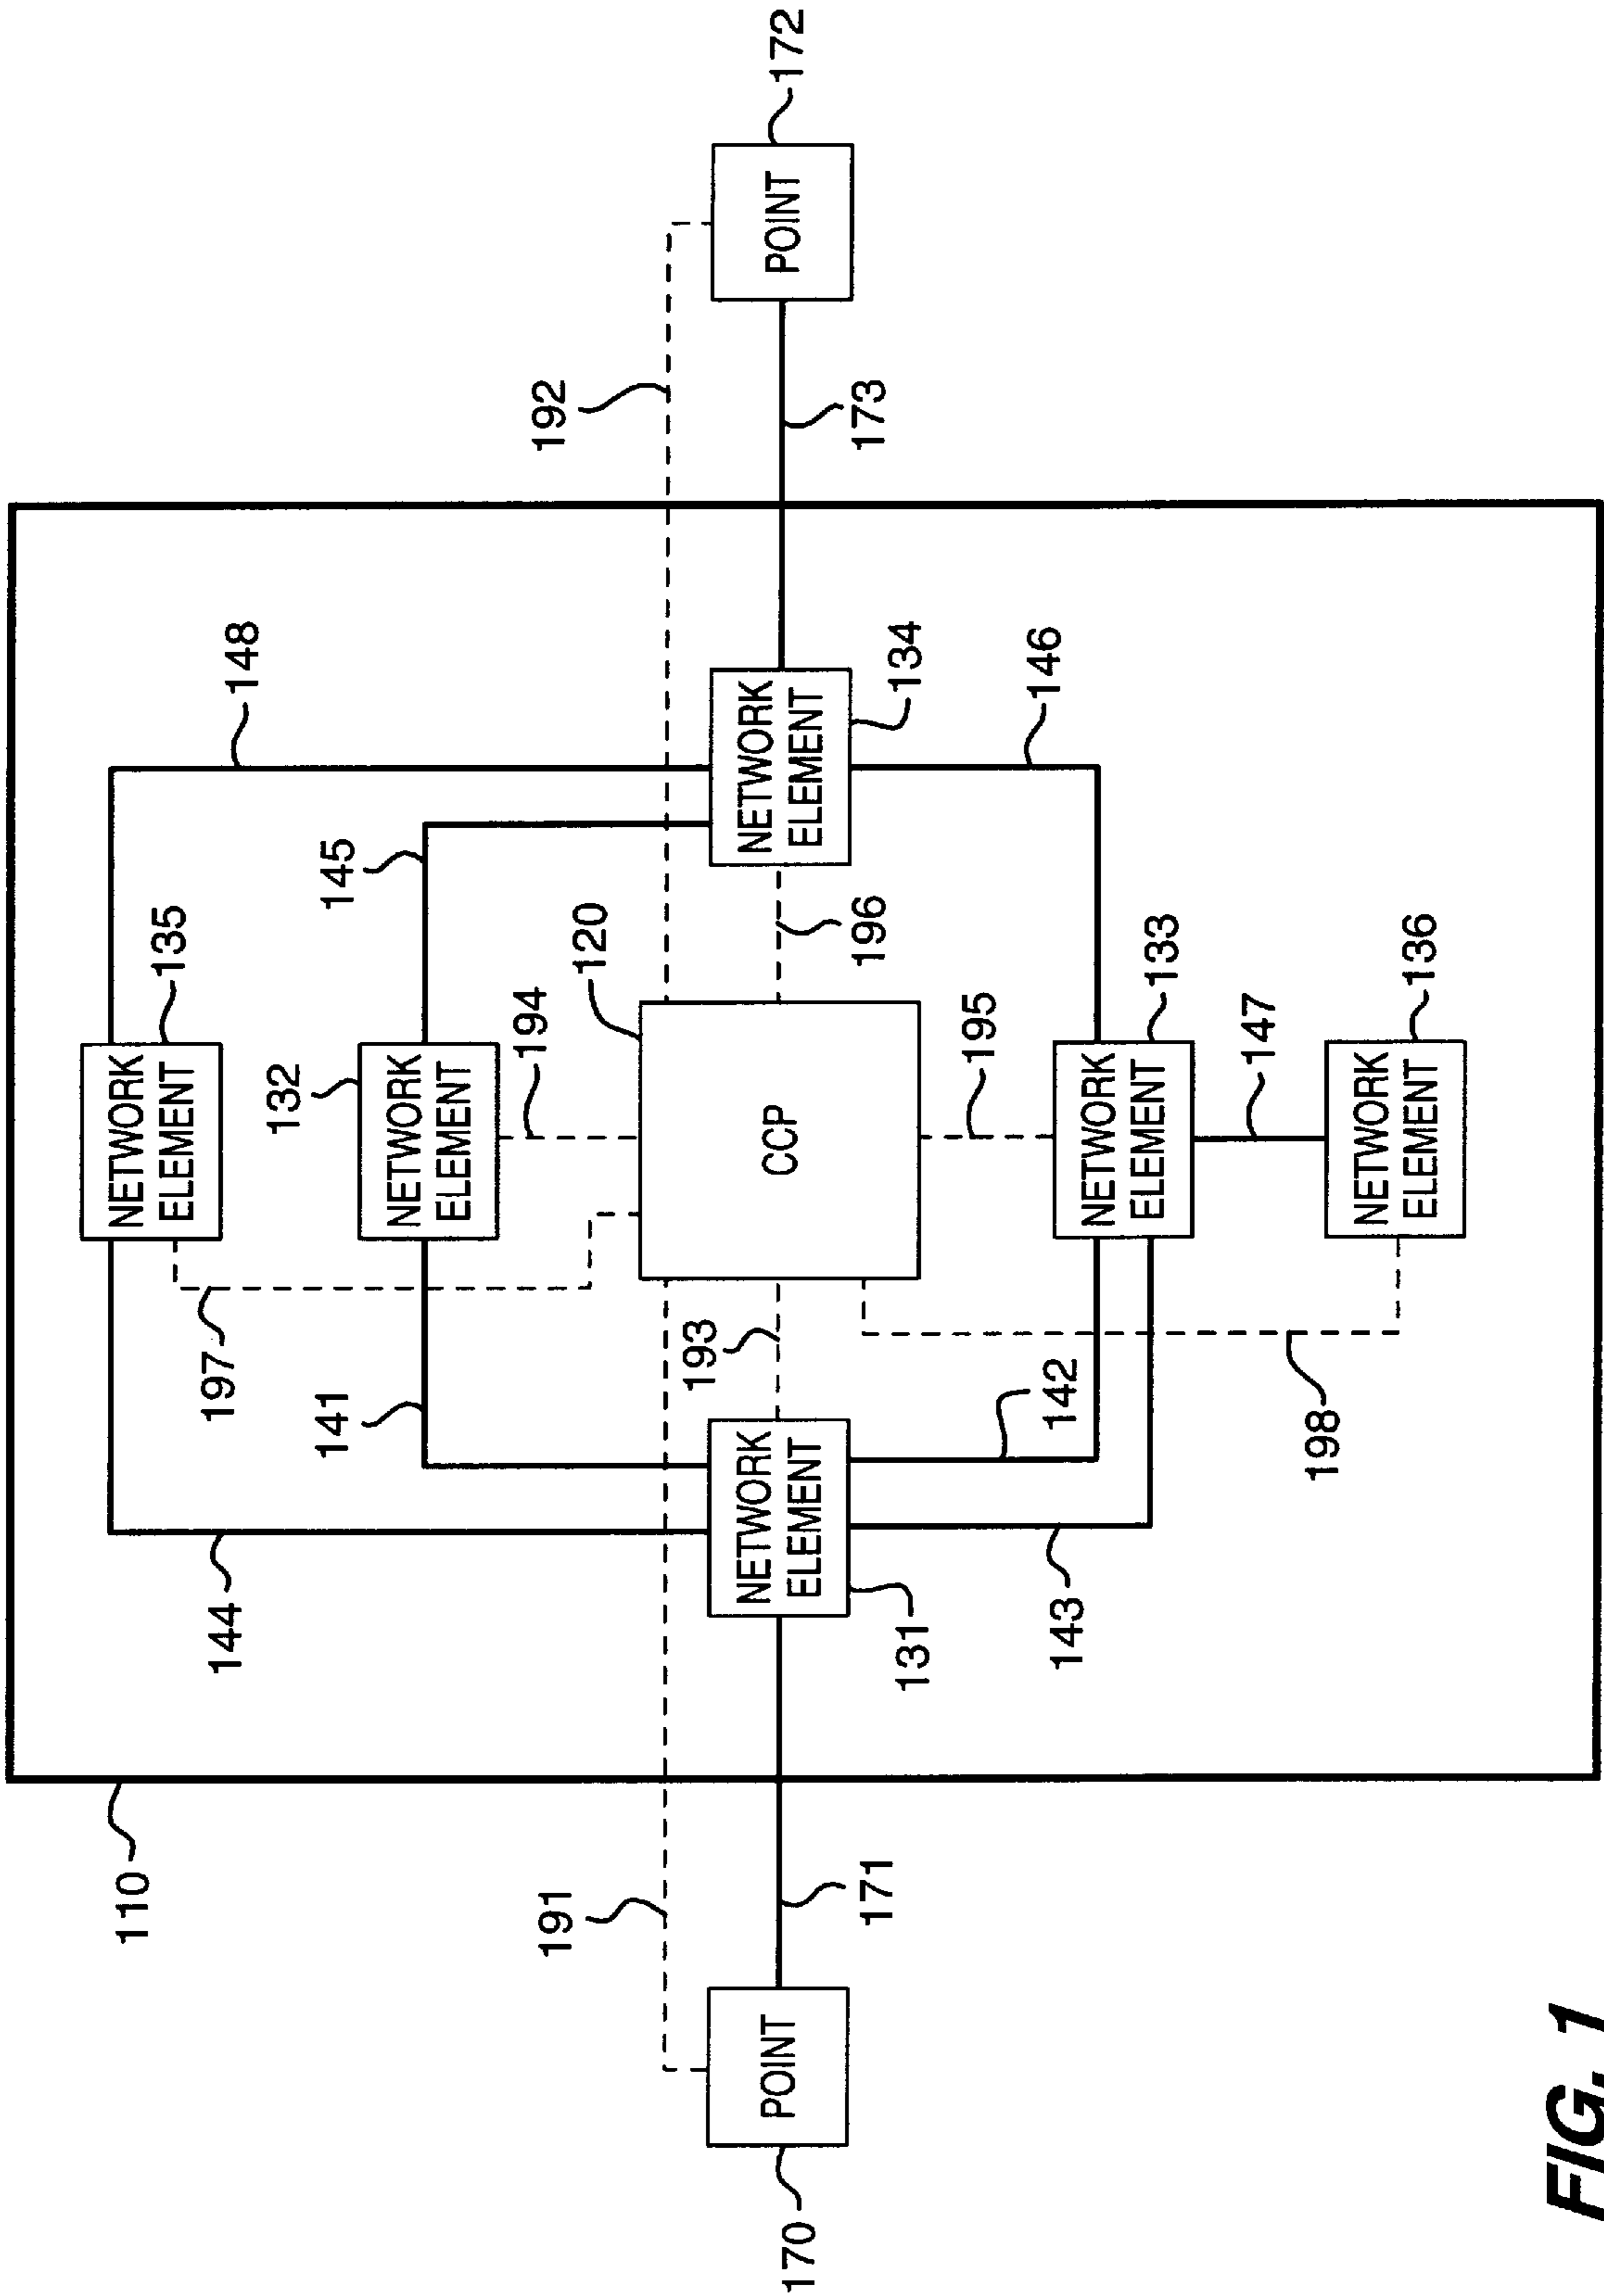 110
144
148
NETWORK
ELEMENT
135
197
141
132
NETWORK
ELEMENT
145
194
120
191
192
170
POINT
171
NETWORK
ELEMENT
131
193
CCP
196
NETWORK
ELEMENT
134
173
POINT
172
143
142
195
NETWORK
ELEMENT
133
146
198
147
NETWORK
ELEMENT
136
FIG. 1